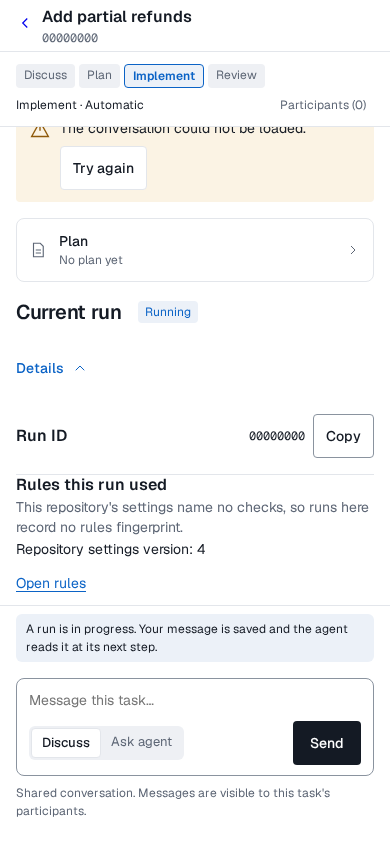 Add partial refunds
00000000
Discuss
Plan
Implement
Review
Implement · Automatic
Participants (0)
The conversation could not be loaded.
Try again
Plan
No plan yet
Current run
Running
Details
Run ID
00000000
Copy
Rules this run used
This repository's settings name no checks, so runs here
record no rules fingerprint.
Repository settings version: 4
Open rules
A run is in progress. Your message is saved and the agent
reads it at its next step.
Message this task...
Discuss
Ask agent
Send
Shared conversation. Messages are visible to this task's
participants.